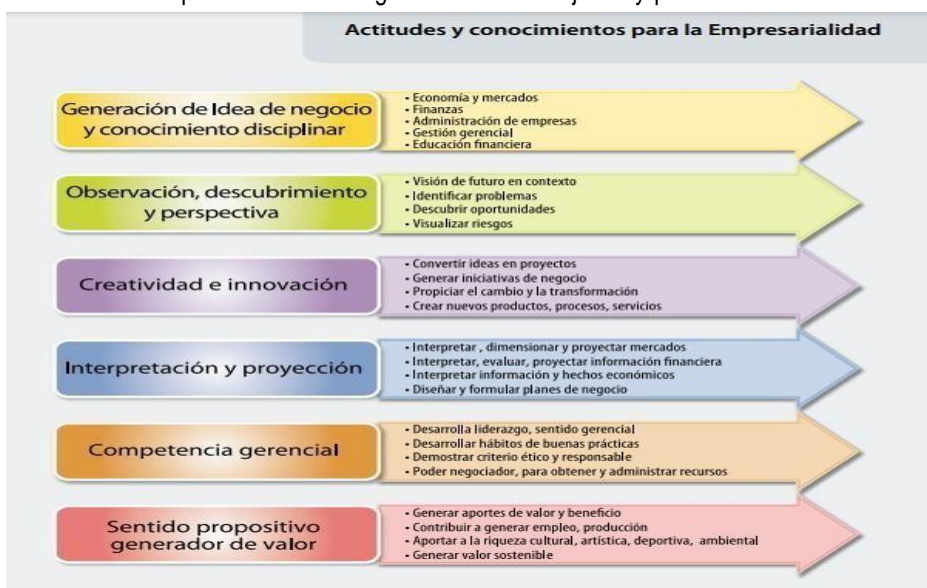 Actitudes y conocimientos para la Empresarialidad
Generación de Idea de negocio
y conocimiento disciplinar
• Economía y mercados
• Finanzas
• Administración de empresas
• Gestión gerencial
• Educación financiera
Observación, descubrimiento
y perspectiva
• Visión de futuro en contexto
• Identificar problemas
• Descubrir oportunidades
• Visualizar riesgos
Creatividad e innovación
• Convertir ideas en proyectos
• Generar iniciativas de negocio
• Propiciar el cambio y la transformación
• Crear nuevos productos, procesos, servicios
Interpretación y proyección
• Interpretar , dimensionar y proyectar mercados
• Interpretar, evaluar, proyectar información financiera
• Interpretar información y hechos económicos
• Diseñar y formular planes de negocio
Competencia gerencial
• Desarrolla liderazgo, sentido gerencial
• Desarrollar hábitos de buenas prácticas
• Demostrar criterio ético y responsable
• Poder negociador, para obtener y administrar recursos
Sentido propositivo
generador de valor
• Generar aportes de valor y beneficio
• Contribuir a generar empleo, producción
• Aportar a la riqueza cultural, artística, deportiva, ambiental
• Generar valor sostenible